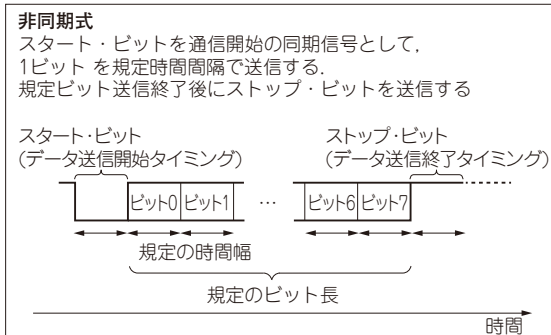 非同期式
スタート・ビットを通信開始の同期信号として,
1ビット を規定時間間隔で送信する.
規定ビット送信終了後にストップ・ビットを送信する
スタート・ビット
(データ送信開始タイミング)
ストップ・ビット
(データ送信終了タイミング)
ビット0 ビット1 … ビット6 ビット7
規定の時間幅
規定のビット長
時間